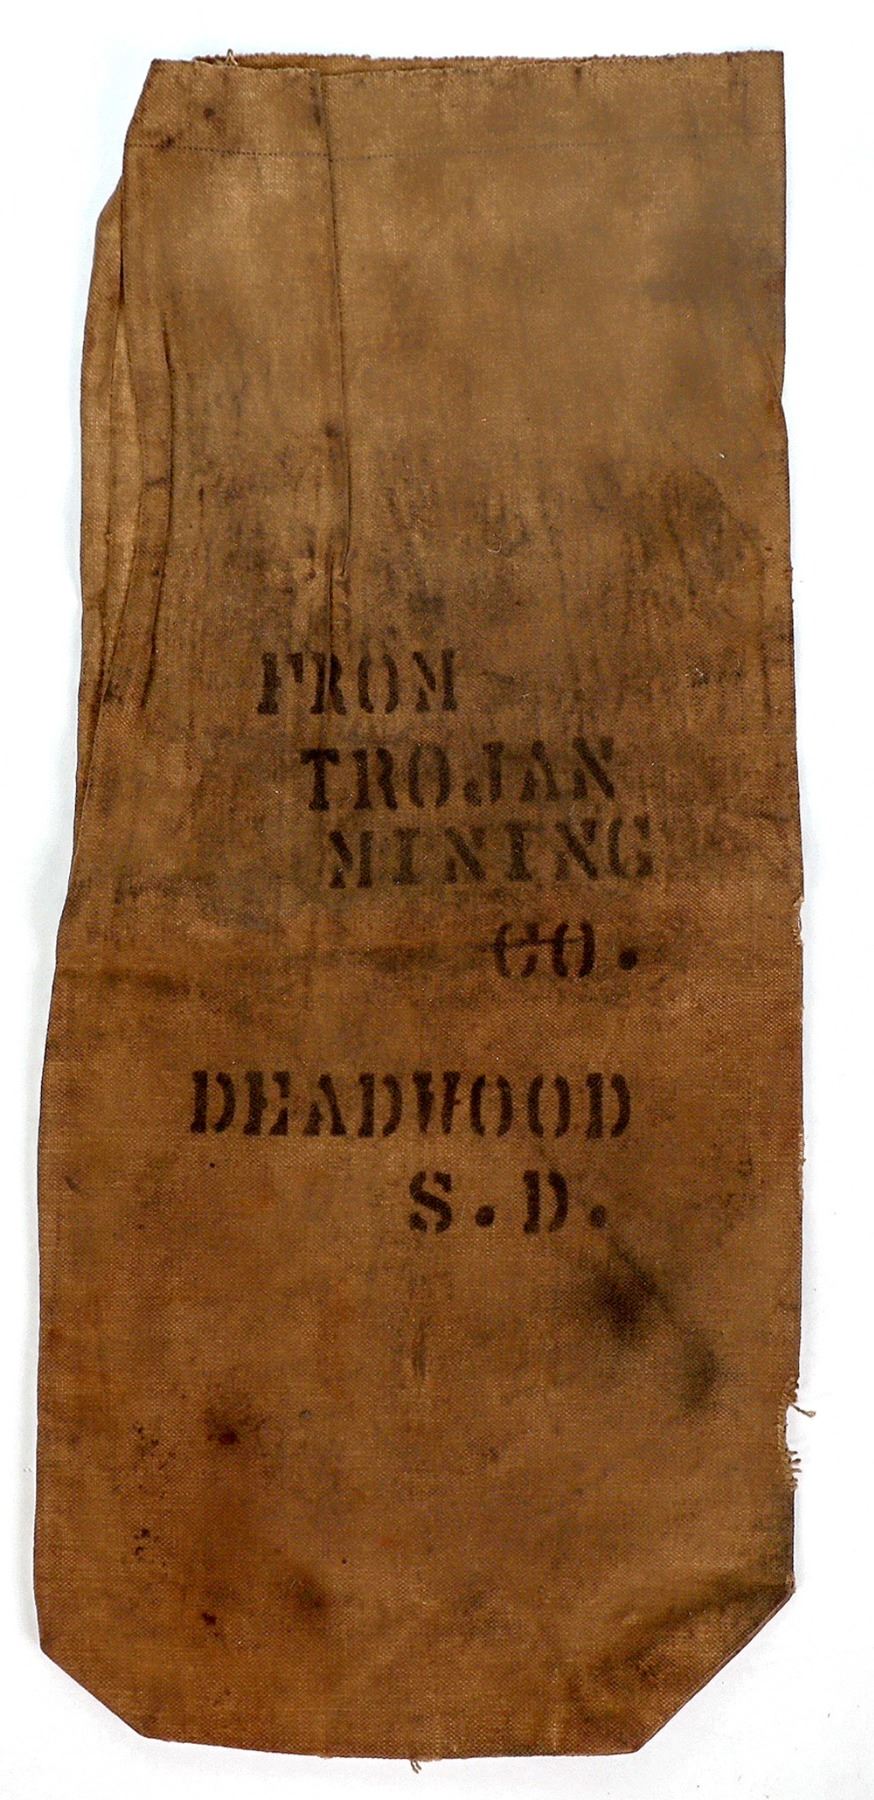 FROM
TROJAN
MINING
CO.
DEADWOOD
S.D.